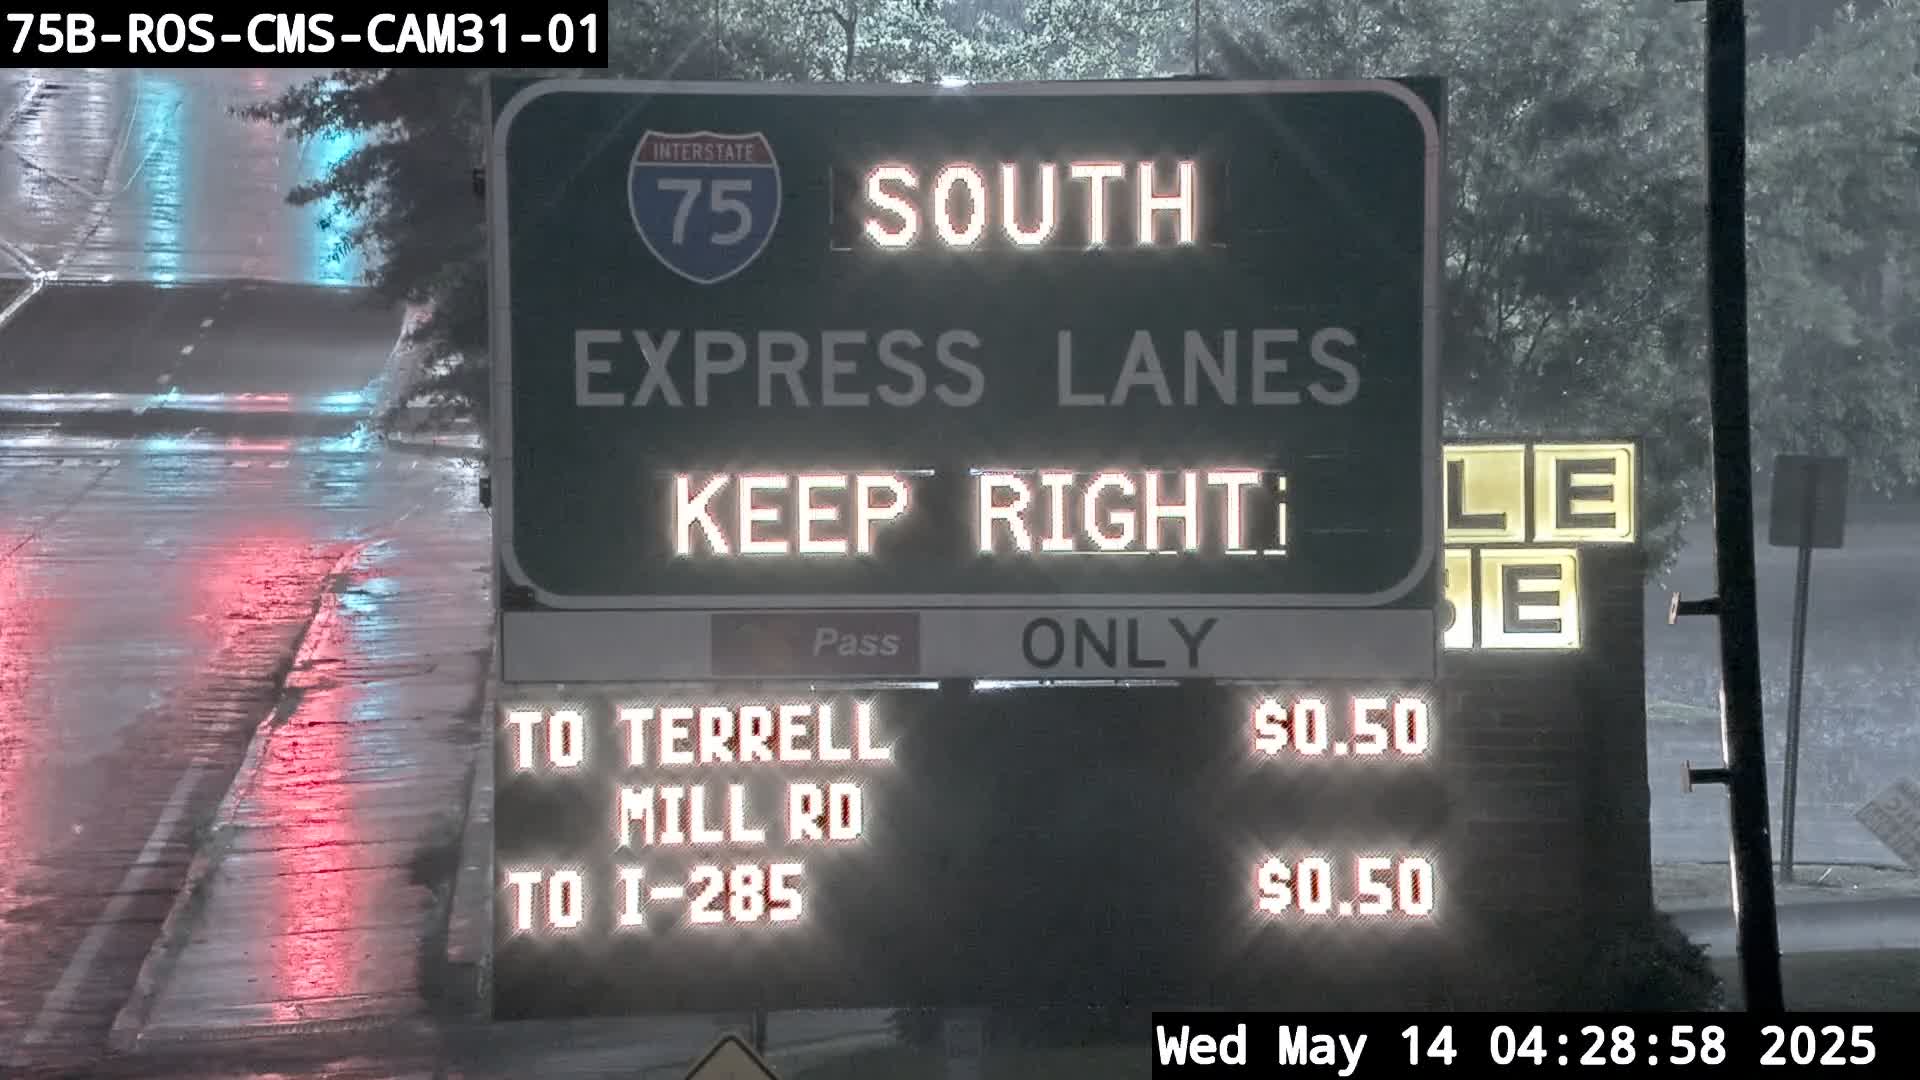 75B-ROS-CMS-CAM31-01
INTERSTATE
75
SOUTH
EXPRESS LANES
KEEP RIGHT
Pass ONLY
LE
E
TO TERRELL $0.50
MILL RD
TO I-285 $0.50
Wed May 14 04:28:58 2025